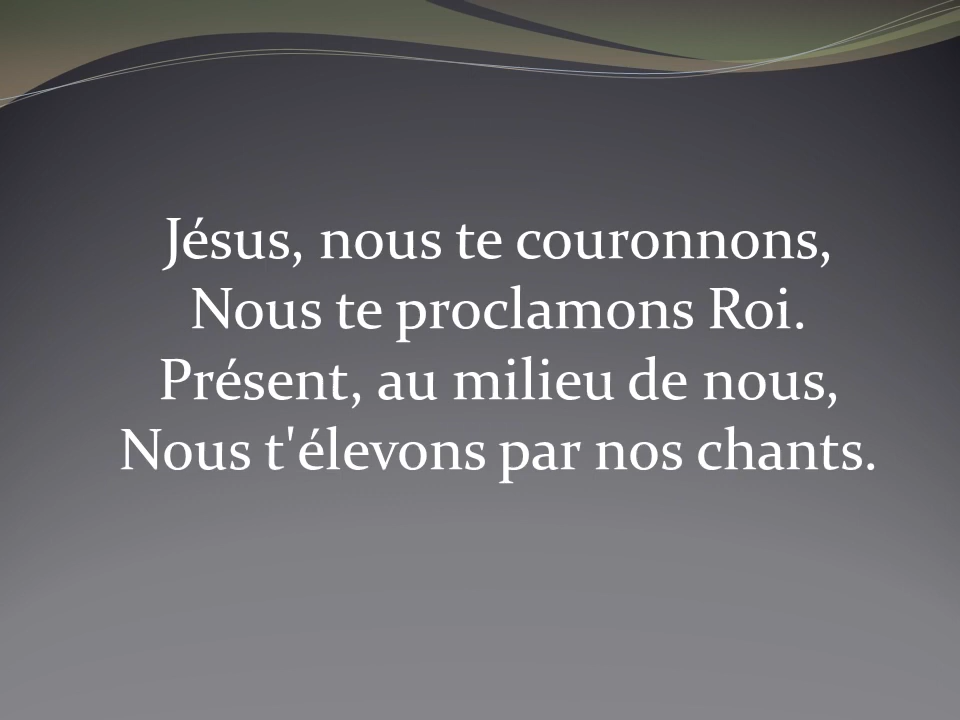 Jésus, nous te couronnons,
Nous te proclamons Roi.
Présent, au milieu de nous,
Nous t'élevons par nos chants.